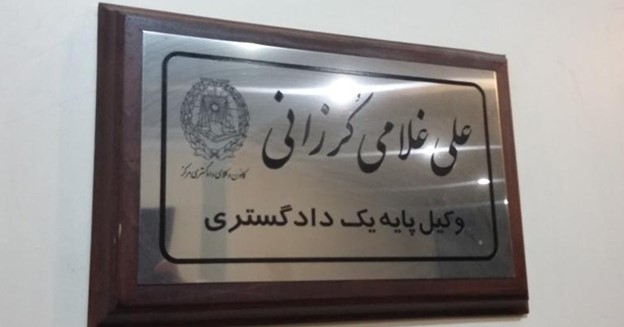 علی غلامی کُرزانی
کانون وکلای دادگستری مرکز
وکیل پایه یک دادگستری